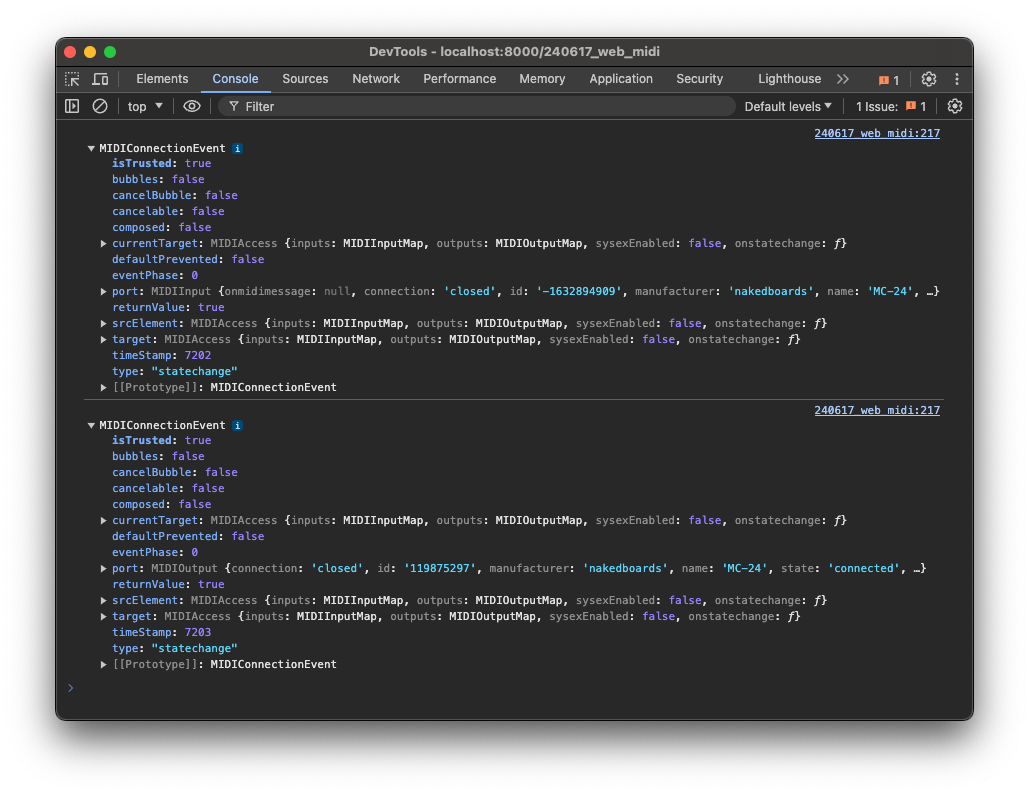 DevTools - localhost:8000/240617_web_midi
Elements Console Sources Network Performance Memory Application Security Lighthouse 1
top Filter Default levels 1 Issue: 1
240617_web_midi:217
MIDIConnectionEvent i
isTrusted: true
bubbles: false
cancelBubble: false
cancelable: false
composed: false
currentTarget: MIDIAccess {inputs: MIDIInputMap, outputs: MIDIOutputMap, sysexEnabled: false, onstatechange: ƒ}
defaultPrevented: false
eventPhase: 0
port: MIDIInput {onmidimessage: null, connection: 'closed', id: '-1632894909', manufacturer: 'nakedboards', name: 'MC-24', …}
returnValue: true
srcElement: MIDIAccess {inputs: MIDIInputMap, outputs: MIDIOutputMap, sysexEnabled: false, onstatechange: ƒ}
target: MIDIAccess {inputs: MIDIInputMap, outputs: MIDIOutputMap, sysexEnabled: false, onstatechange: ƒ}
timeStamp: 7202
type: "statechange"
[[Prototype]]: MIDIConnectionEvent
240617_web_midi:217
MIDIConnectionEvent i
isTrusted: true
bubbles: false
cancelBubble: false
cancelable: false
composed: false
currentTarget: MIDIAccess {inputs: MIDIInputMap, outputs: MIDIOutputMap, sysexEnabled: false, onstatechange: ƒ}
defaultPrevented: false
eventPhase: 0
port: MIDIOutput {connection: 'closed', id: '119875297', manufacturer: 'nakedboards', name: 'MC-24', state: 'connected', …}
returnValue: true
srcElement: MIDIAccess {inputs: MIDIInputMap, outputs: MIDIOutputMap, sysexEnabled: false, onstatechange: ƒ}
target: MIDIAccess {inputs: MIDIInputMap, outputs: MIDIOutputMap, sysexEnabled: false, onstatechange: ƒ}
timeStamp: 7203
type: "statechange"
[[Prototype]]: MIDIConnectionEvent